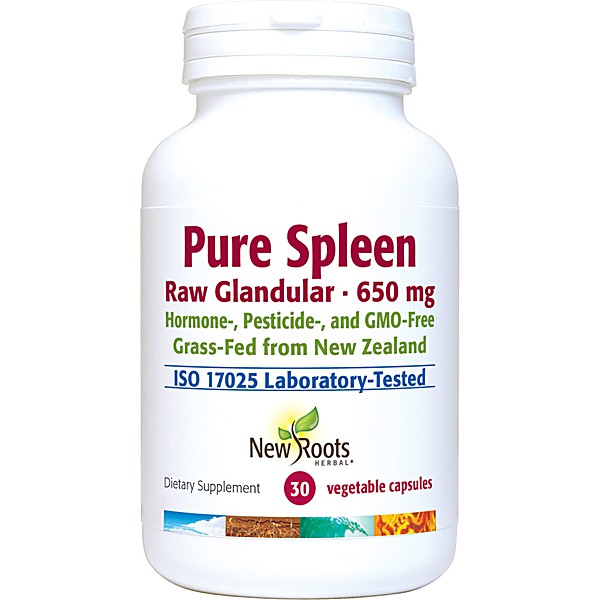 Pure Spleen
Raw Glandular · 650 mg
Hormone-, Pesticide-, and GMO-Free
Grass-Fed from New Zealand
ISO 17025 Laboratory-Tested
New Roots
HERBAL®
Dietary Supplement 30 vegetable capsules